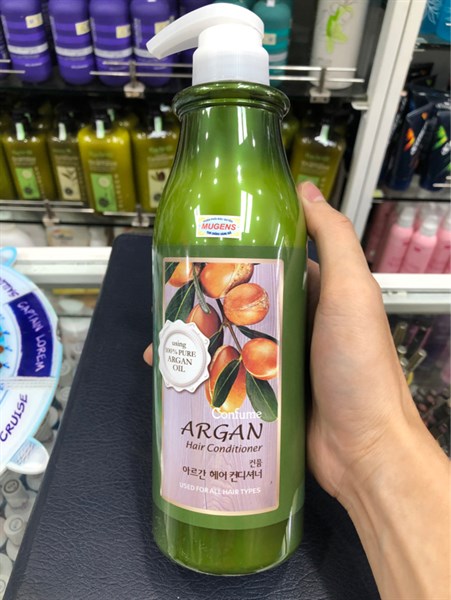 MUGENS
using
100% PURE
ARGAN
OIL
Confume
ARGAN
Hair Conditioner
컨퓸
아르간 헤어 컨디셔너
USED FOR ALL HAIR TYPES
CAPTAIN LOREM
CRUISE